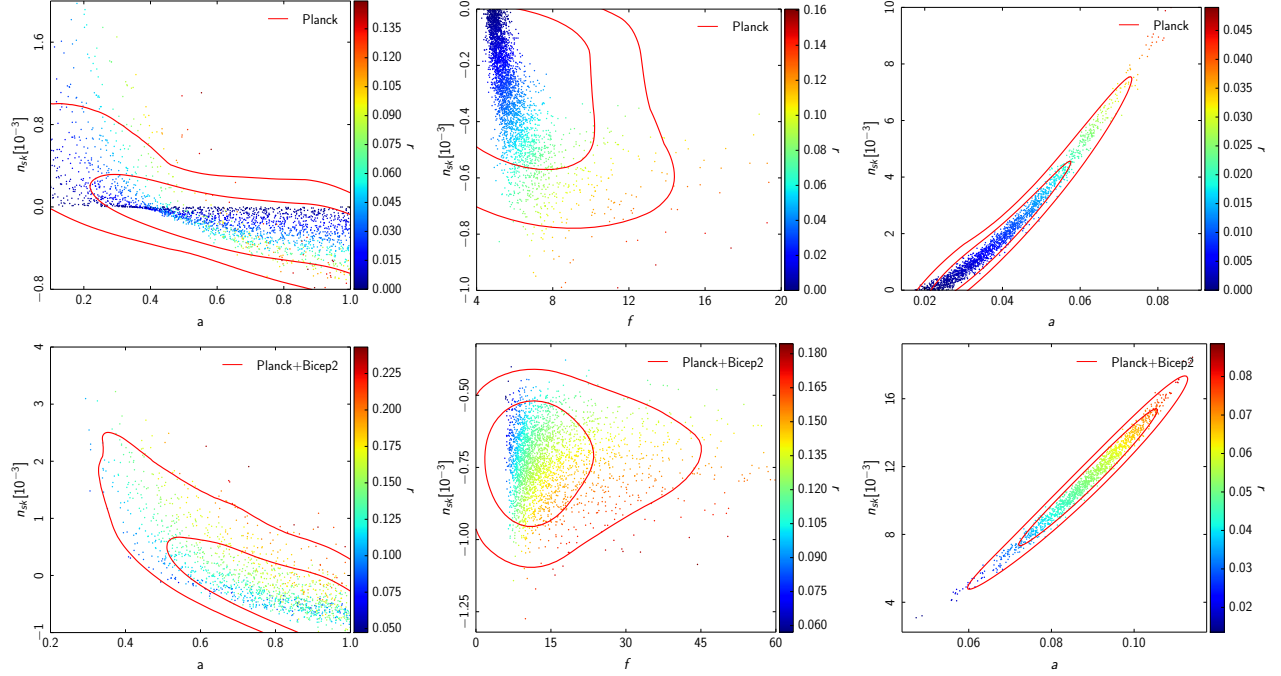 Planck
n_sk[10⁻³]
1.6
0.8
0.0
−0.8
0.2 0.4 0.6 0.8 1.0
a
r
0.135
0.120
0.105
0.090
0.075
0.060
0.045
0.030
0.015
0.000
Planck
n_sk[10⁻³]
0.0
−0.2
−0.4
−0.6
−0.8
−1.0
4 8 12 16 20
f
r
0.16
0.14
0.12
0.10
0.08
0.06
0.04
0.02
0.00
Planck
n_sk[10⁻³]
10
8
6
4
2
0
0.02 0.04 0.06 0.08
a
r
0.045
0.040
0.035
0.030
0.025
0.020
0.015
0.010
0.005
0.000
Planck+Bicep2
n_sk[10⁻³]
4
3
2
1
0
−1
0.2 0.4 0.6 0.8 1.0
a
r
0.225
0.200
0.175
0.150
0.125
0.100
0.075
0.050
Planck+Bicep2
n_sk[10⁻³]
−0.50
−0.75
−1.00
−1.25
0 15 30 45 60
f
r
0.180
0.165
0.150
0.135
0.120
0.105
0.090
0.075
0.060
Planck+Bicep2
n_sk[10⁻³]
16
12
8
4
0.06 0.08 0.10
a
r
0.08
0.07
0.06
0.05
0.04
0.03
0.02